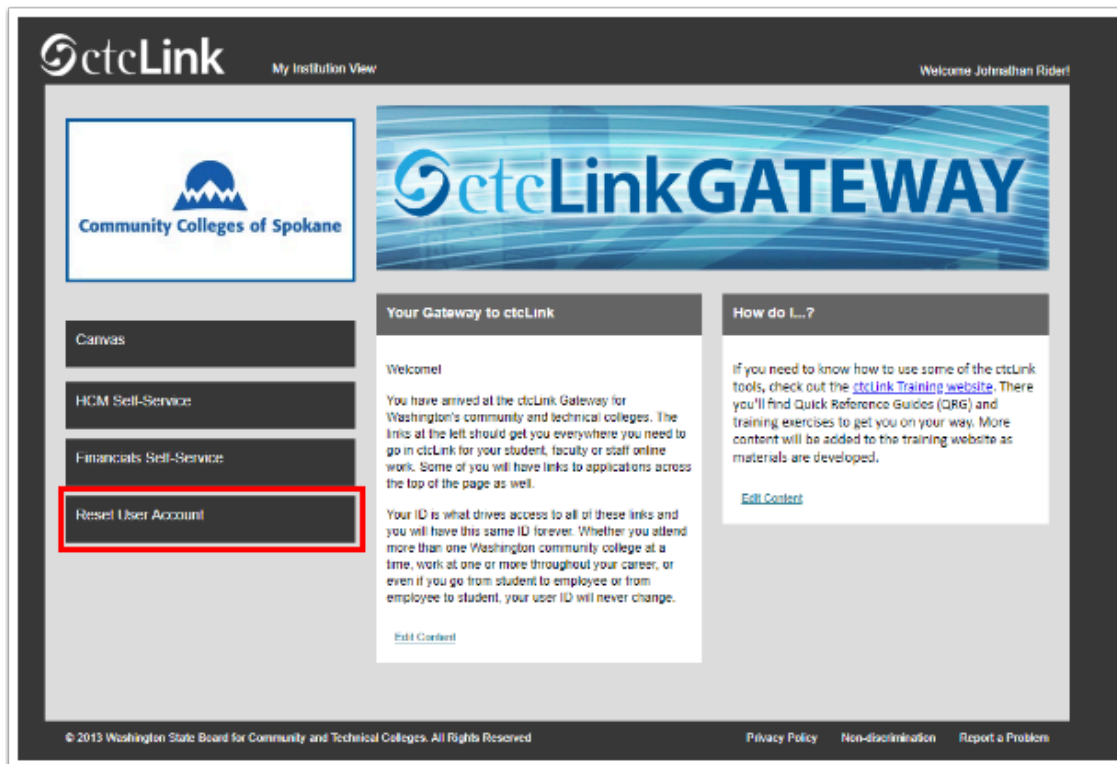 ctcLink
My Institution View
Welcome Johnathan Rider!
Community Colleges of Spokane
ctcLinkGATEWAY
Canvas
HCM Self-Service
Financials Self-Service
Reset User Account
Your Gateway to ctcLink
Welcome!
You have arrived at the ctcLink Gateway for
Washington's community and technical colleges. The
links at the left should get you everywhere you need to
go in ctcLink for your student, faculty or staff online
work. Some of you will have links to applications across
the top of the page as well.
Your ID is what drives access to all of these links and
you will have this same ID forever. Whether you attend
more than one Washington community college at a
time, work at one or more throughout your career, or
even if you go from student to employee or from
employee to student, your user ID will never change.
Edit Content
How do I...?
If you need to know how to use some of the ctcLink
tools, check out the ctcLink Training website. There
you'll find Quick Reference Guides (QRG) and
training exercises to get you on your way. More
content will be added to the training website as
materials are developed.
Edit Content
© 2013 Washington State Board for Community and Technical Colleges. All Rights Reserved
Privacy Policy
Non-discrimination
Report a Problem